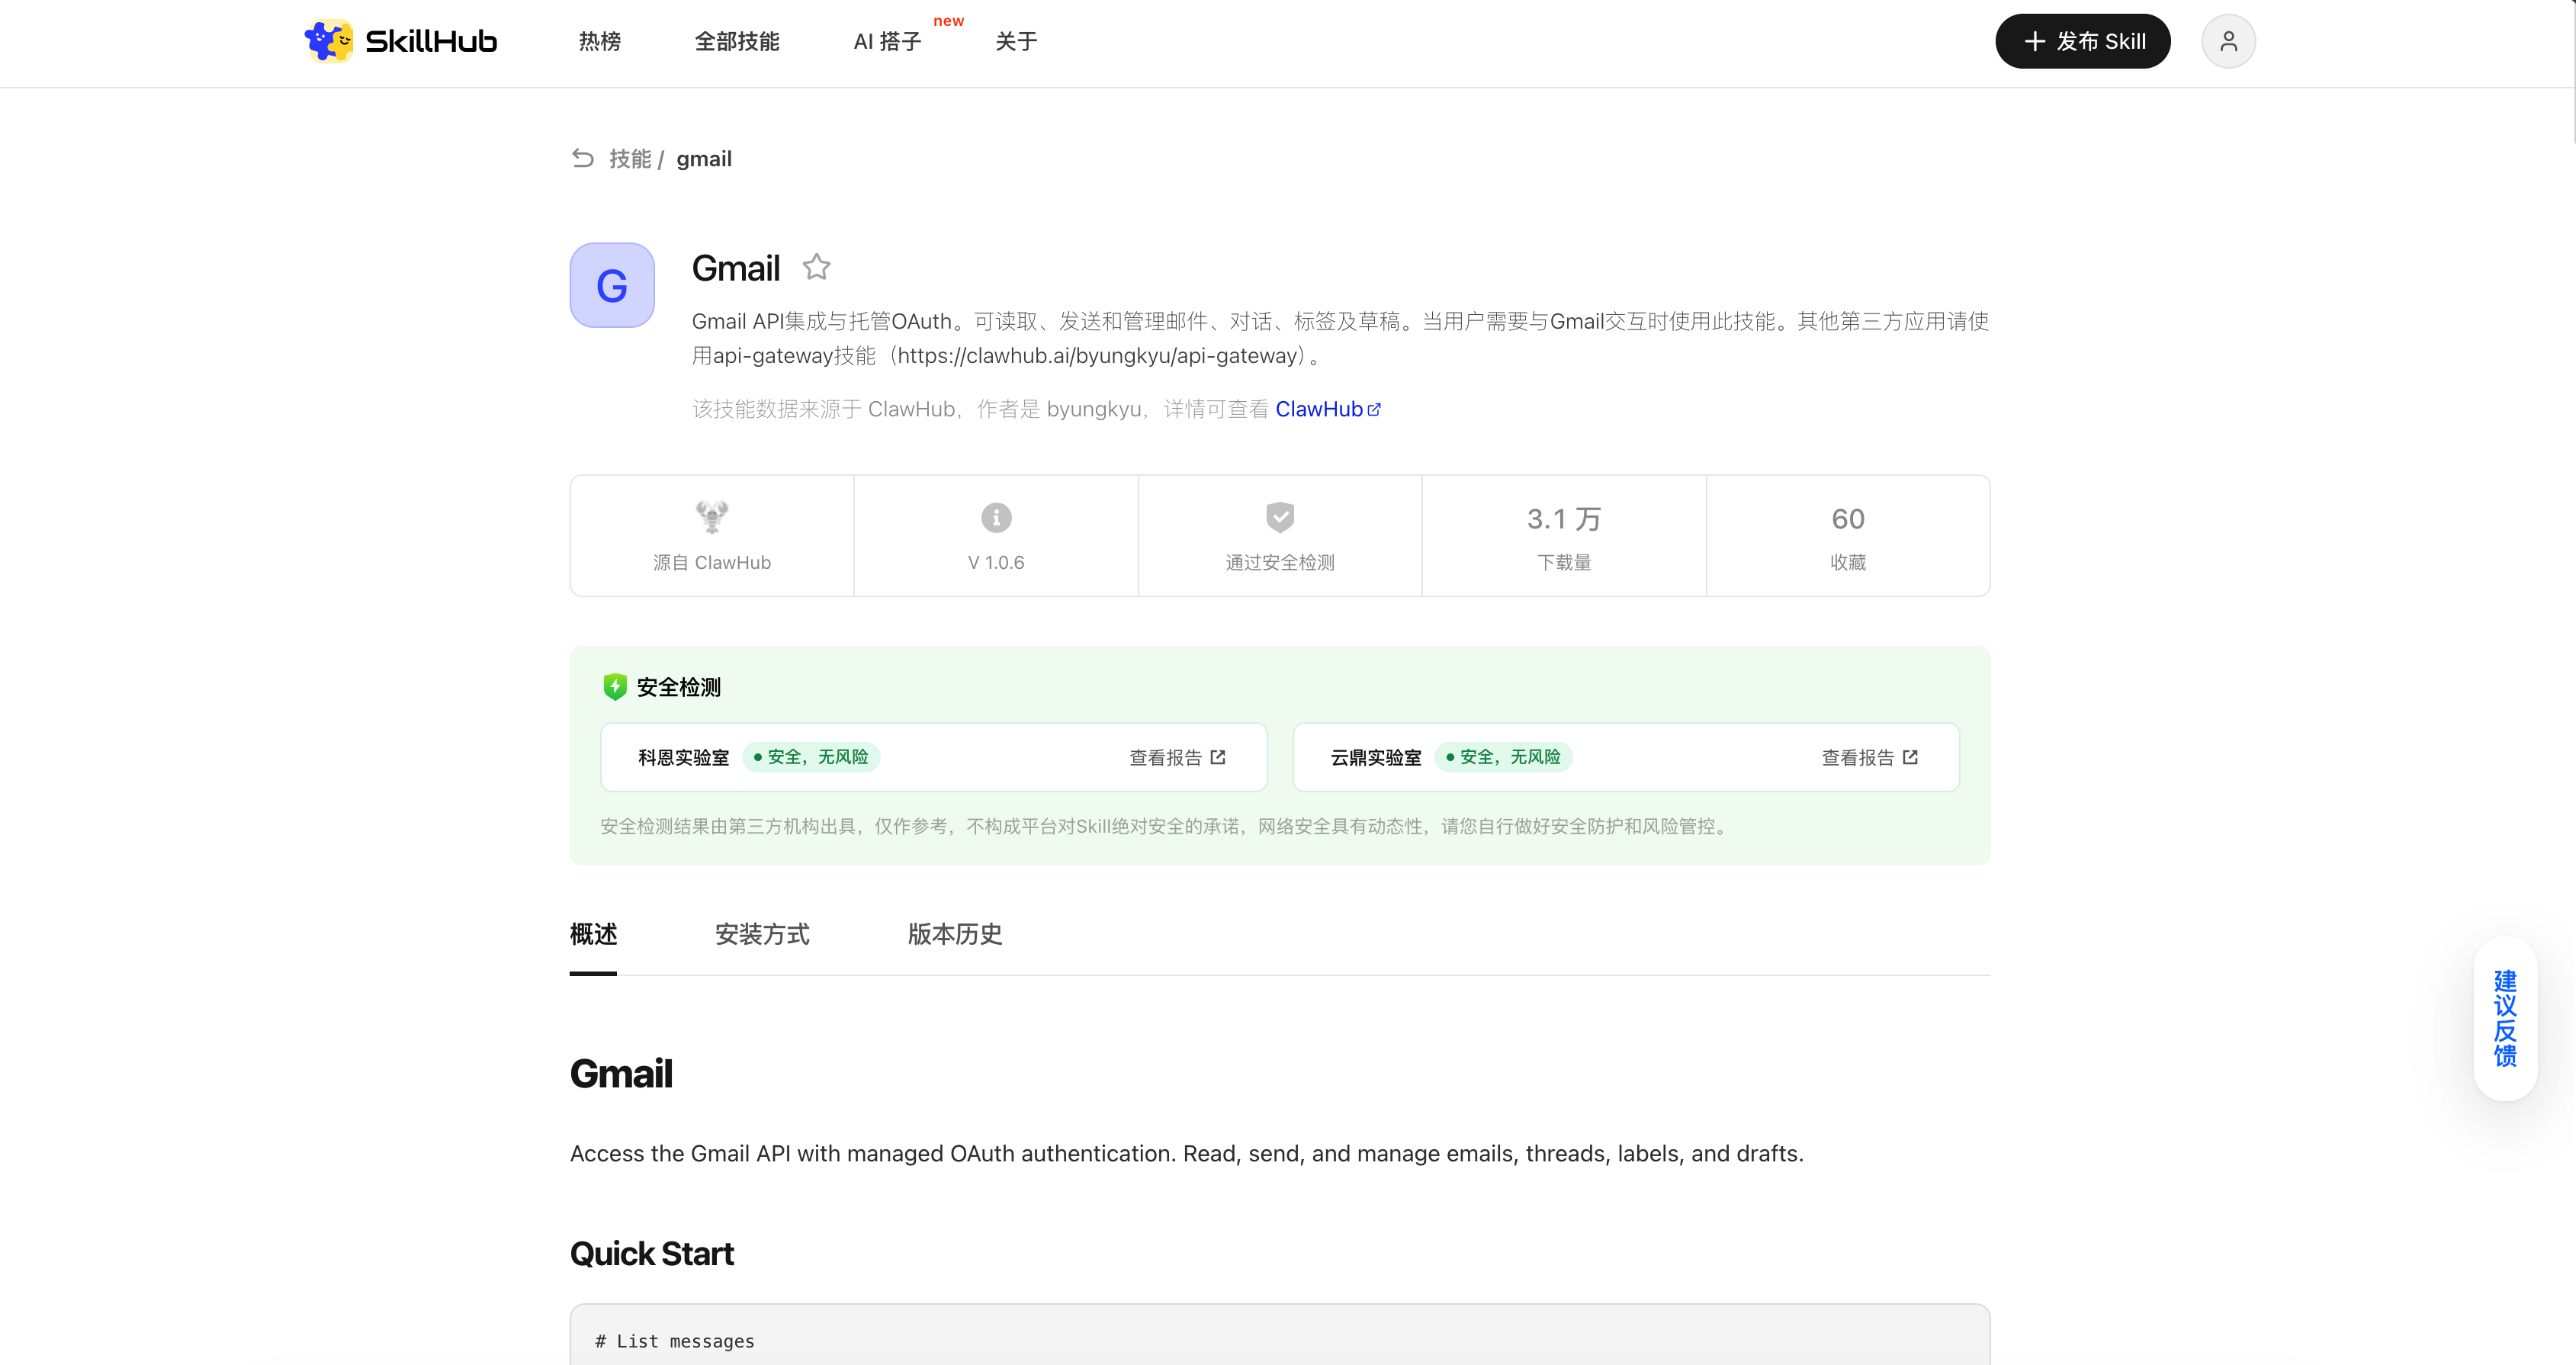 SkillHub
热榜
全部技能
AI 搭子
new
关于
发布 Skill
技能 / gmail
G
Gmail
Gmail API集成与托管OAuth。可读取、发送和管理邮件、对话、标签及草稿。当用户需要与Gmail交互时使用此技能。其他第三方应用请使
用api-gateway技能（https://clawhub.ai/byungkyu/api-gateway）。
该技能数据来源于 ClawHub，作者是 byungkyu，详情可查看 ClawHub
源自 ClawHub
V 1.0.6
通过安全检测
3.1 万
下载量
60
收藏
安全检测
科恩实验室
安全，无风险
查看报告
云鼎实验室
安全，无风险
查看报告
安全检测结果由第三方机构出具，仅作参考，不构成平台对Skill绝对安全的承诺，网络安全具有动态性，请您自行做好安全防护和风险管控。
概述
安装方式
版本历史
建议反馈
Gmail
Access the Gmail API with managed OAuth authentication. Read, send, and manage emails, threads, labels, and drafts.
Quick Start
# List messages